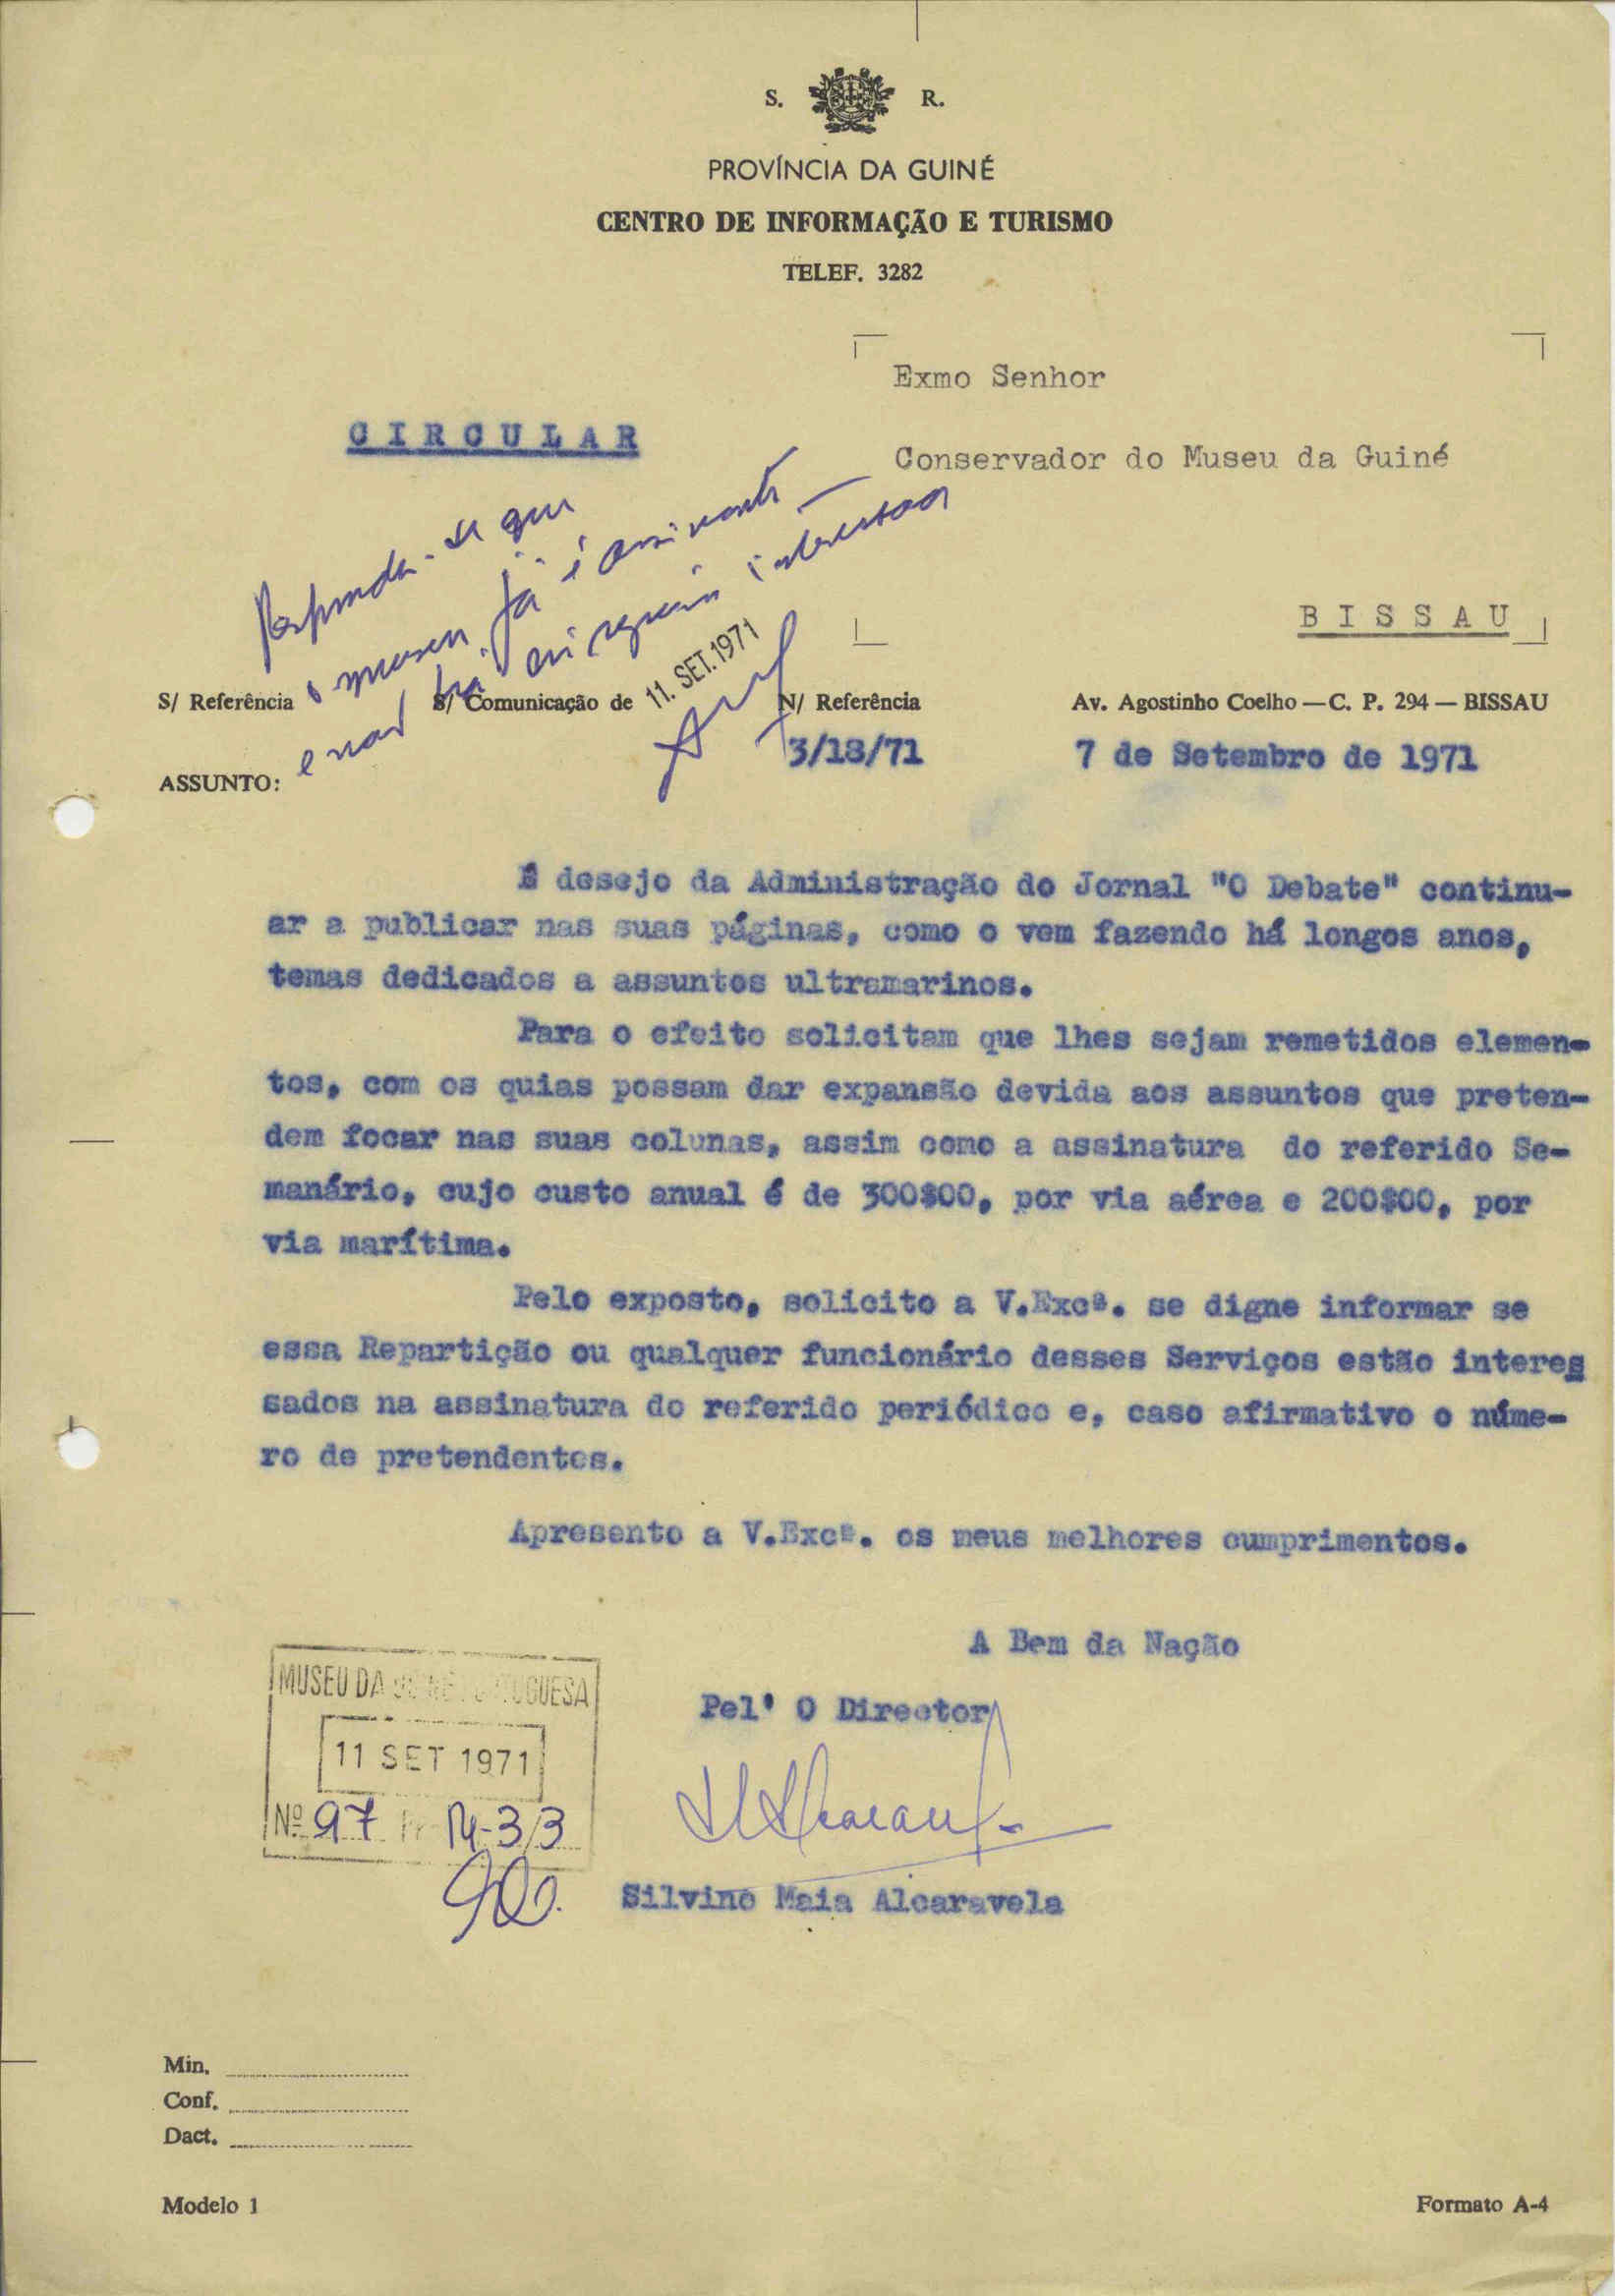 S. R.
PROVÍNCIA DA GUINÉ
CENTRO DE INFORMAÇÃO E TURISMO
TELEF. 3282
Exmo Senhor
CIRCULAR
Conservador do Museu da Guiné
Responda-se que
o museu já é assinante
e não há ninguém interessado
BISSAU
11. SET. 1971
S/ Referência S/ Comunicação de N/ Referência Av. Agostinho Coelho — C. P. 294 — BISSAU
3/18/71 7 de Setembro de 1971
ASSUNTO:
É desejo da Administração do Jornal "O Debate" continu-
ar a publicar nas suas páginas, como o vem fazendo há longos anos,
temas dedicados a assuntos ultramarinos.
Para o efeito solicitam que lhes sejam remetidos elemen-
tos, com os quias possam dar expansão devida aos assuntos que preten-
dem focar nas suas colunas, assim como a assinatura do referido Se-
manário, cujo custo anual é de 300$00, por via aérea e 200$00, por
via marítima.
Pelo exposto, solicito a V.Excª. se digne informar se
essa Repartição ou qualquer funcionário desses Serviços estão interes
sados na assinatura do referido periódico e, caso afirmativo o núme-
ro de pretendentes.
Apresento a V.Excª. os meus melhores cumprimentos.
A Bem da Nação
Pel' O Director
MUSEU DA
11 SET 1971
Nº 97
Silvino Maia Alcaravela
Min.
Conf.
Dact.
Modelo 1 Formato A-4